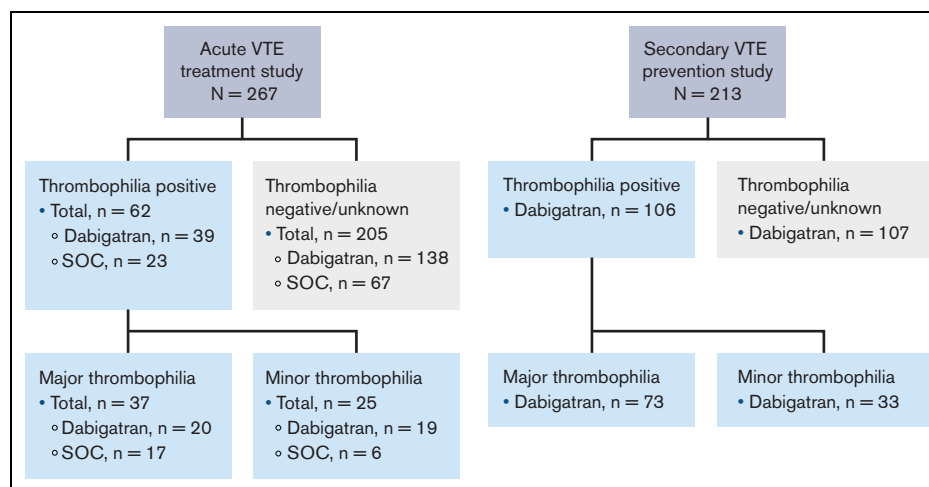 Acute VTE
treatment study
N = 267
Secondary VTE
prevention study
N = 213
Thrombophilia positive
• Total, n = 62
∘ Dabigatran, n = 39
∘ SOC, n = 23
Thrombophilia
negative/unknown
• Total, n = 205
∘ Dabigatran, n = 138
∘ SOC, n = 67
Thrombophilia positive
• Dabigatran, n = 106
Thrombophilia
negative/unknown
• Dabigatran, n = 107
Major thrombophilia
• Total, n = 37
∘ Dabigatran, n = 20
∘ SOC, n = 17
Minor thrombophilia
• Total, n = 25
∘ Dabigatran, n = 19
∘ SOC, n = 6
Major thrombophilia
• Dabigatran, n = 73
Minor thrombophilia
• Dabigatran, n = 33